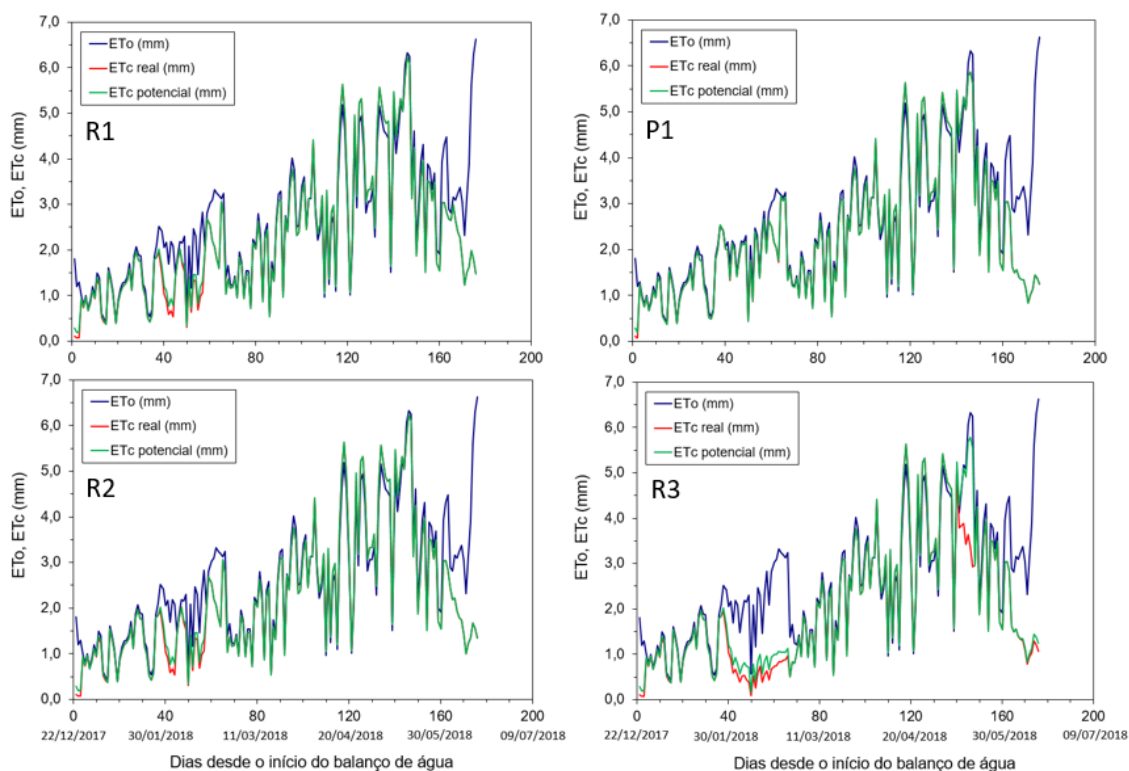 7,0
6,0
5,0
4,0
3,0
2,0
1,0
0,0
ETo, ETc (mm)
ETo (mm)
ETc real (mm)
ETc potencial (mm)
R1
0 40 80 120 160 200
7,0
6,0
5,0
4,0
3,0
2,0
1,0
0,0
ETo, ETc (mm)
ETo (mm)
ETc real (mm)
ETc potencial (mm)
P1
0 40 80 120 160 200
7,0
6,0
5,0
4,0
3,0
2,0
1,0
0,0
ETo, ETc (mm)
ETo (mm)
ETc real (mm)
ETc potencial (mm)
R2
0 40 80 120 160 200
22/12/2017 30/01/2018 11/03/2018 20/04/2018 30/05/2018 09/07/2018
Dias desde o início do balanço de água
7,0
6,0
5,0
4,0
3,0
2,0
1,0
0,0
ETo, ETc (mm)
ETo (mm)
ETc real (mm)
ETc potencial (mm)
R3
0 40 80 120 160 200
22/12/2017 30/01/2018 11/03/2018 20/04/2018 30/05/2018 09/07/2018
Dias desde o início do balanço de água